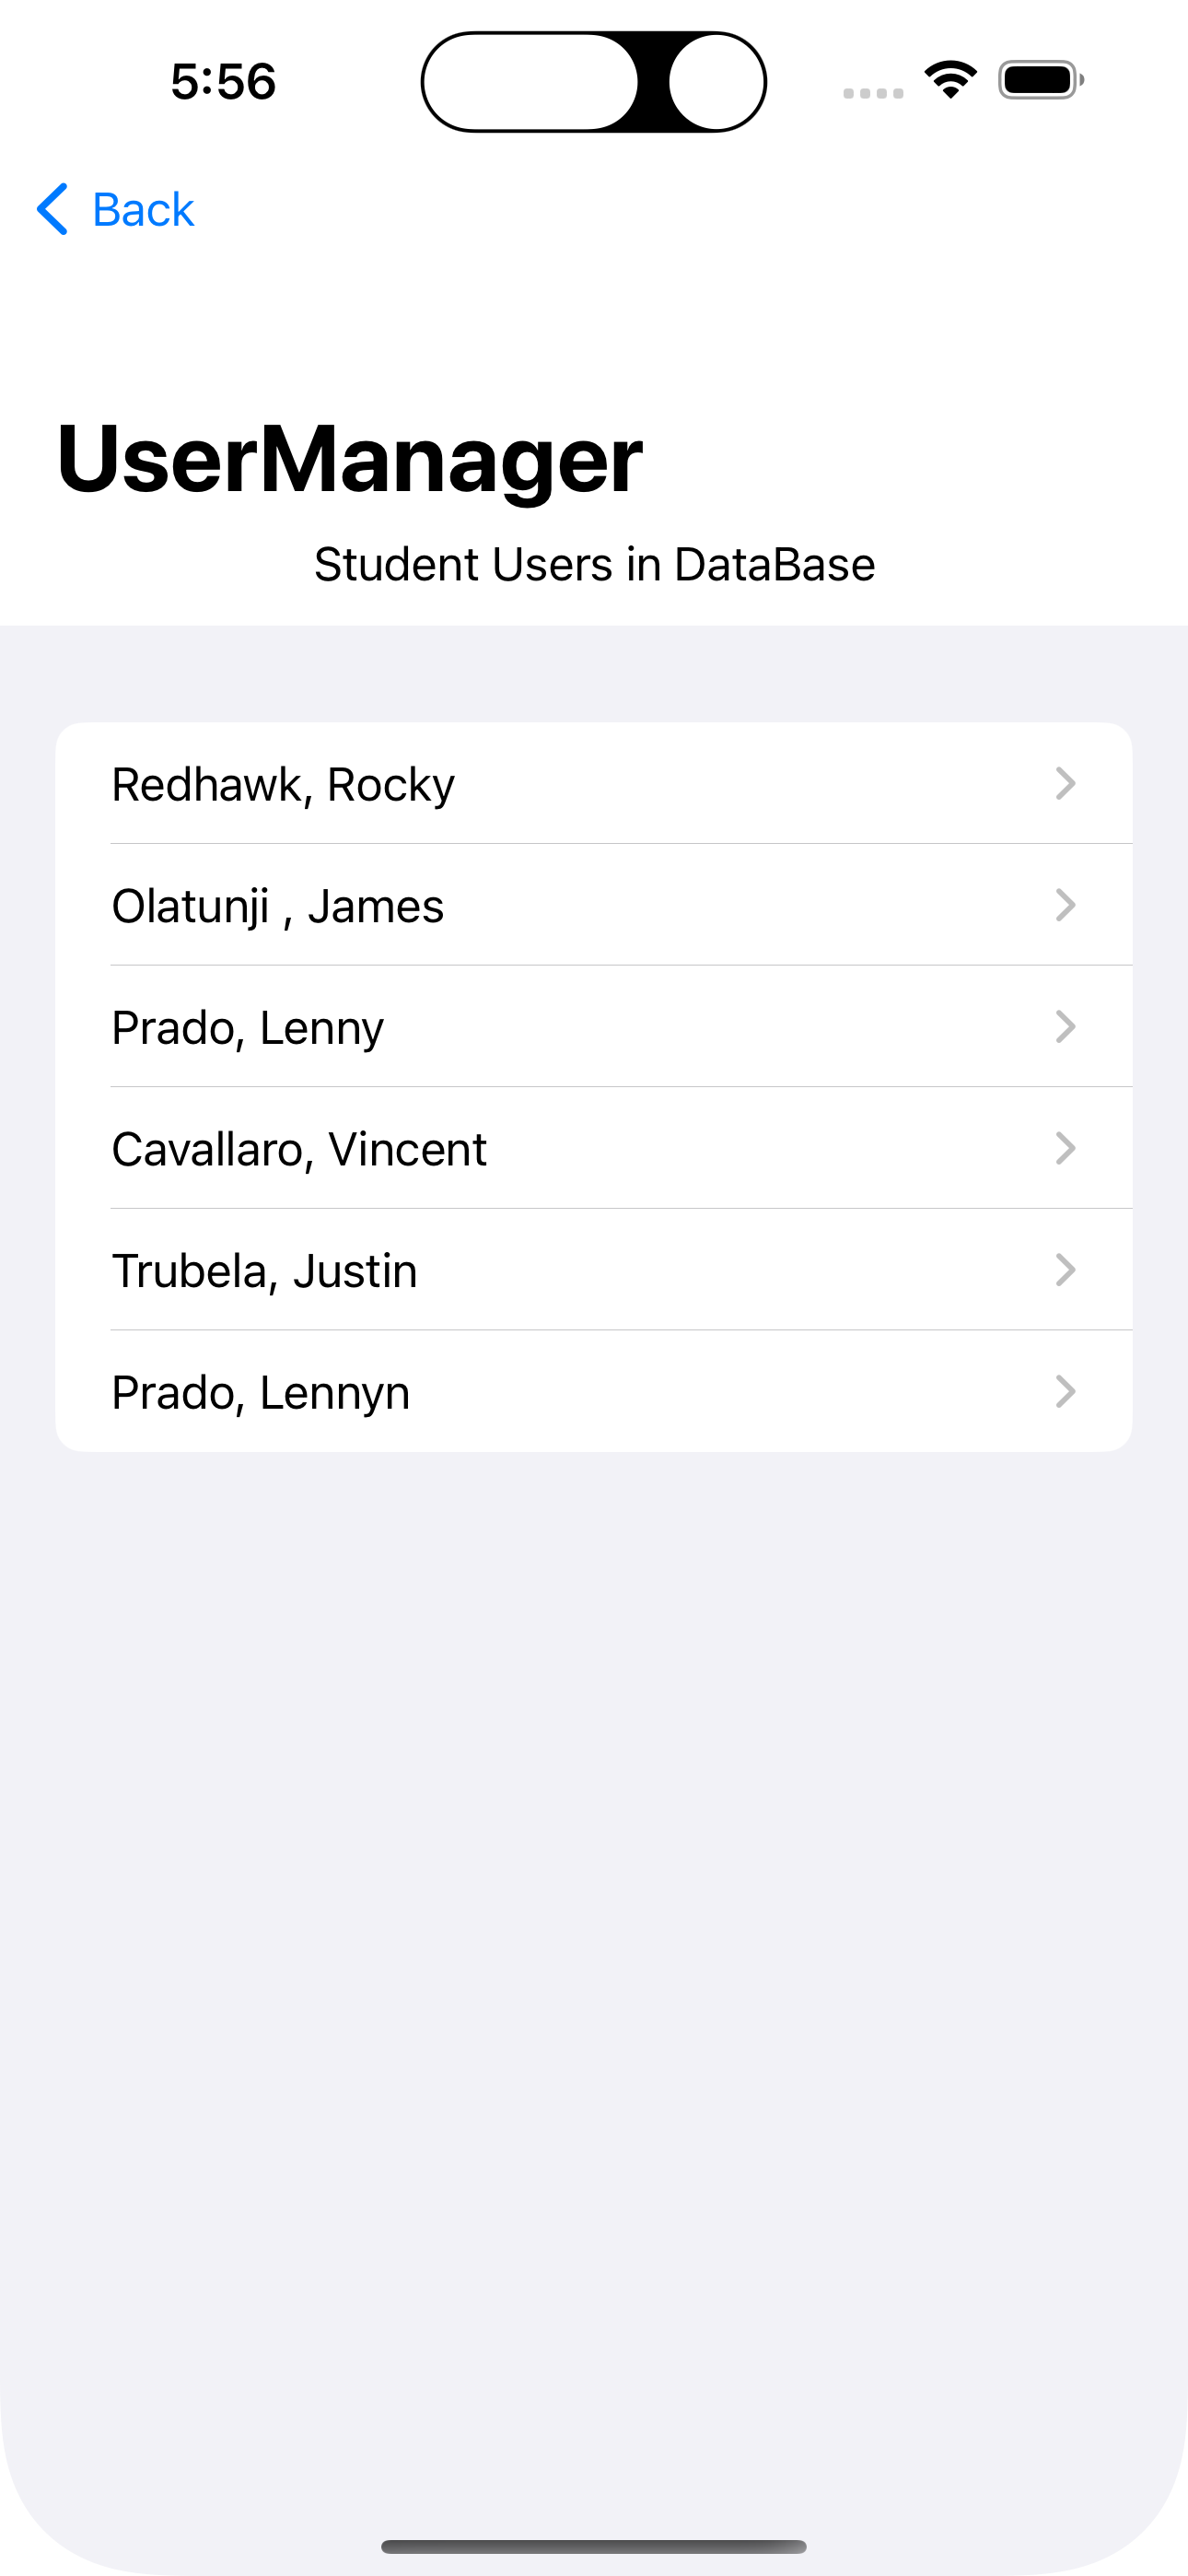 5:56
Back
UserManager
Student Users in DataBase
Redhawk, Rocky
Olatunji , James
Prado, Lenny
Cavallaro, Vincent
Trubela, Justin
Prado, Lennyn